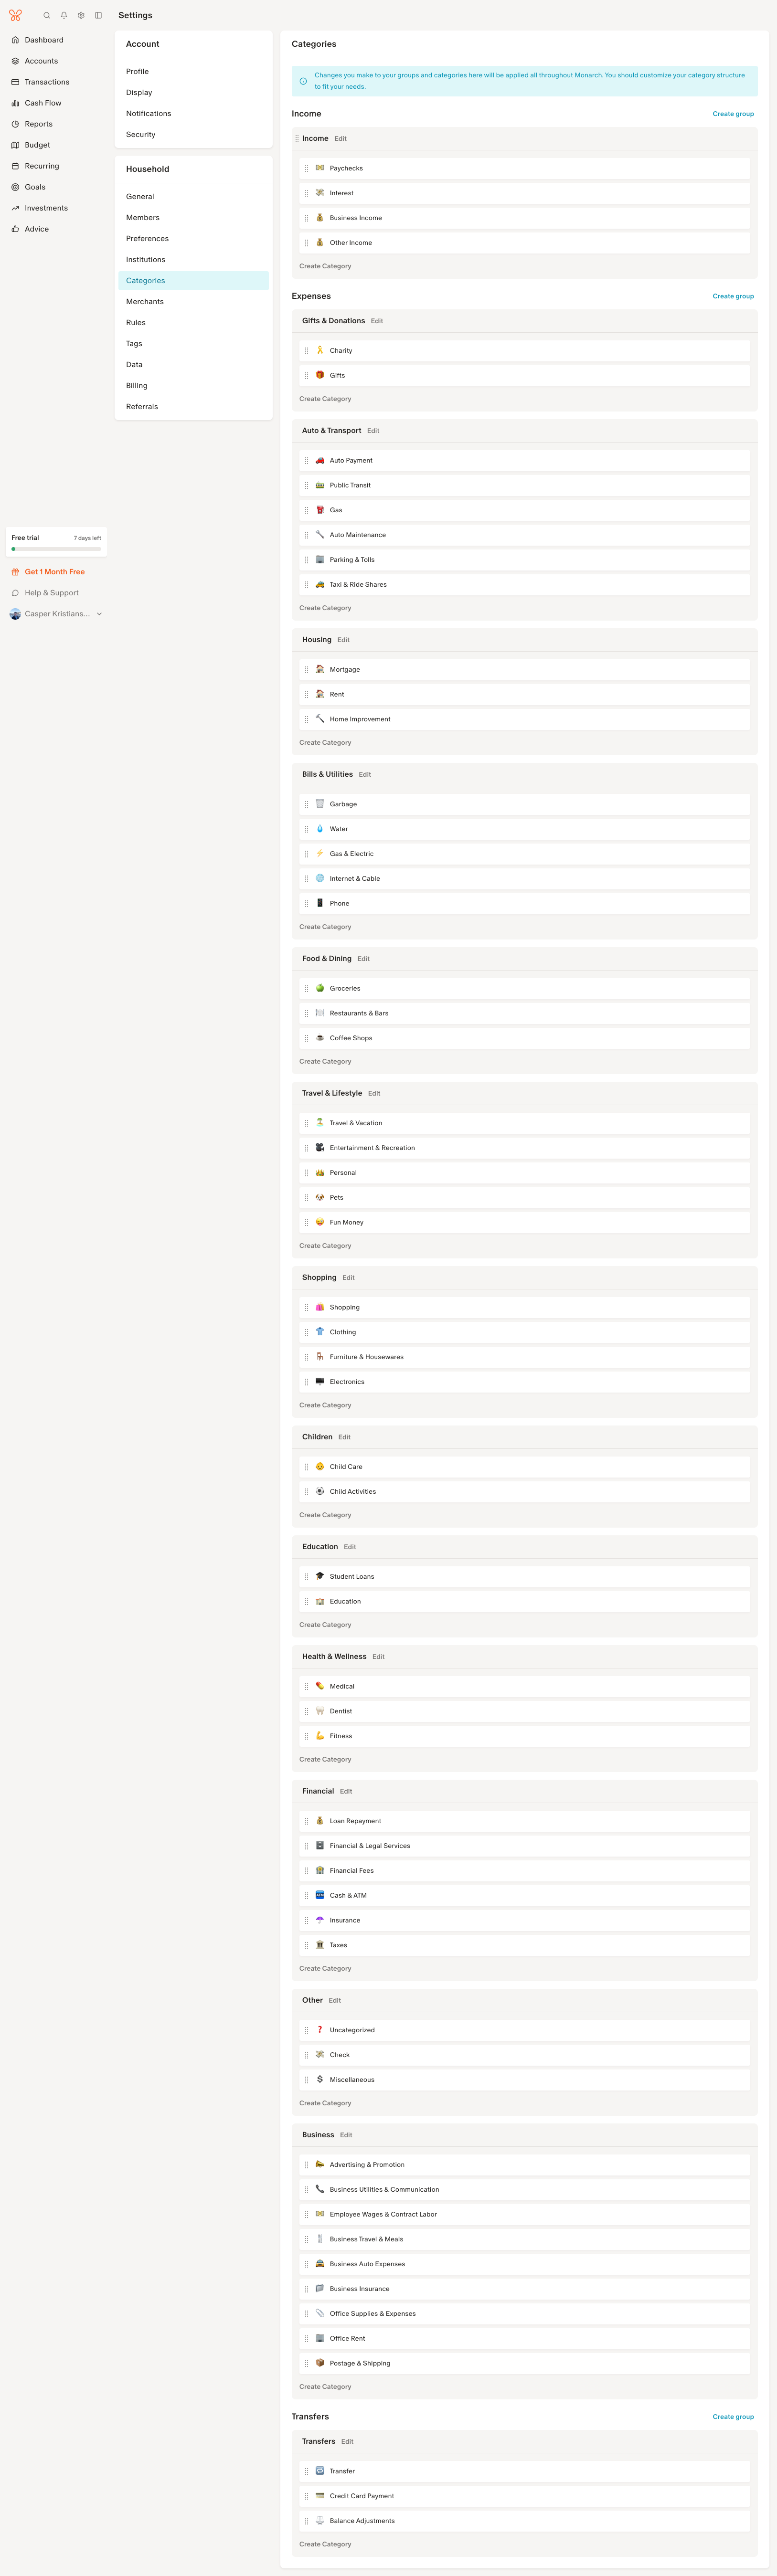 Settings
Dashboard
Accounts
Transactions
Cash Flow
Reports
Budget
Recurring
Goals
Investments
Advice
Free trial
7 days left
Get 1 Month Free
Help & Support
Casper Kristians...
Account
Profile
Display
Notifications
Security
Household
General
Members
Preferences
Institutions
Categories
Merchants
Rules
Tags
Data
Billing
Referrals
Categories
Changes you make to your groups and categories here will be applied all throughout Monarch. You should customize your category structure
to fit your needs.
Income
Create group
Income Edit
Paychecks
Interest
Business Income
Other Income
Create Category
Expenses
Create group
Gifts & Donations Edit
Charity
Gifts
Create Category
Auto & Transport Edit
Auto Payment
Public Transit
Gas
Auto Maintenance
Parking & Tolls
Taxi & Ride Shares
Create Category
Housing Edit
Mortgage
Rent
Home Improvement
Create Category
Bills & Utilities Edit
Garbage
Water
Gas & Electric
Internet & Cable
Phone
Create Category
Food & Dining Edit
Groceries
Restaurants & Bars
Coffee Shops
Create Category
Travel & Lifestyle Edit
Travel & Vacation
Entertainment & Recreation
Personal
Pets
Fun Money
Create Category
Shopping Edit
Shopping
Clothing
Furniture & Housewares
Electronics
Create Category
Children Edit
Child Care
Child Activities
Create Category
Education Edit
Student Loans
Education
Create Category
Health & Wellness Edit
Medical
Dentist
Fitness
Create Category
Financial Edit
Loan Repayment
Financial & Legal Services
Financial Fees
Cash & ATM
Insurance
Taxes
Create Category
Other Edit
Uncategorized
Check
Miscellaneous
Create Category
Business Edit
Advertising & Promotion
Business Utilities & Communication
Employee Wages & Contract Labor
Business Travel & Meals
Business Auto Expenses
Business Insurance
Office Supplies & Expenses
Office Rent
Postage & Shipping
Create Category
Transfers
Create group
Transfers Edit
Transfer
Credit Card Payment
Balance Adjustments
Create Category